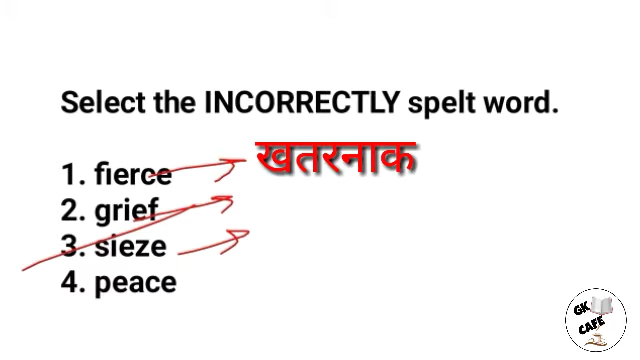 Select the INCORRECTLY spelt word.
1. fierce
खतरनाक
2. grief
3. sieze
4. peace
GK
CAFE